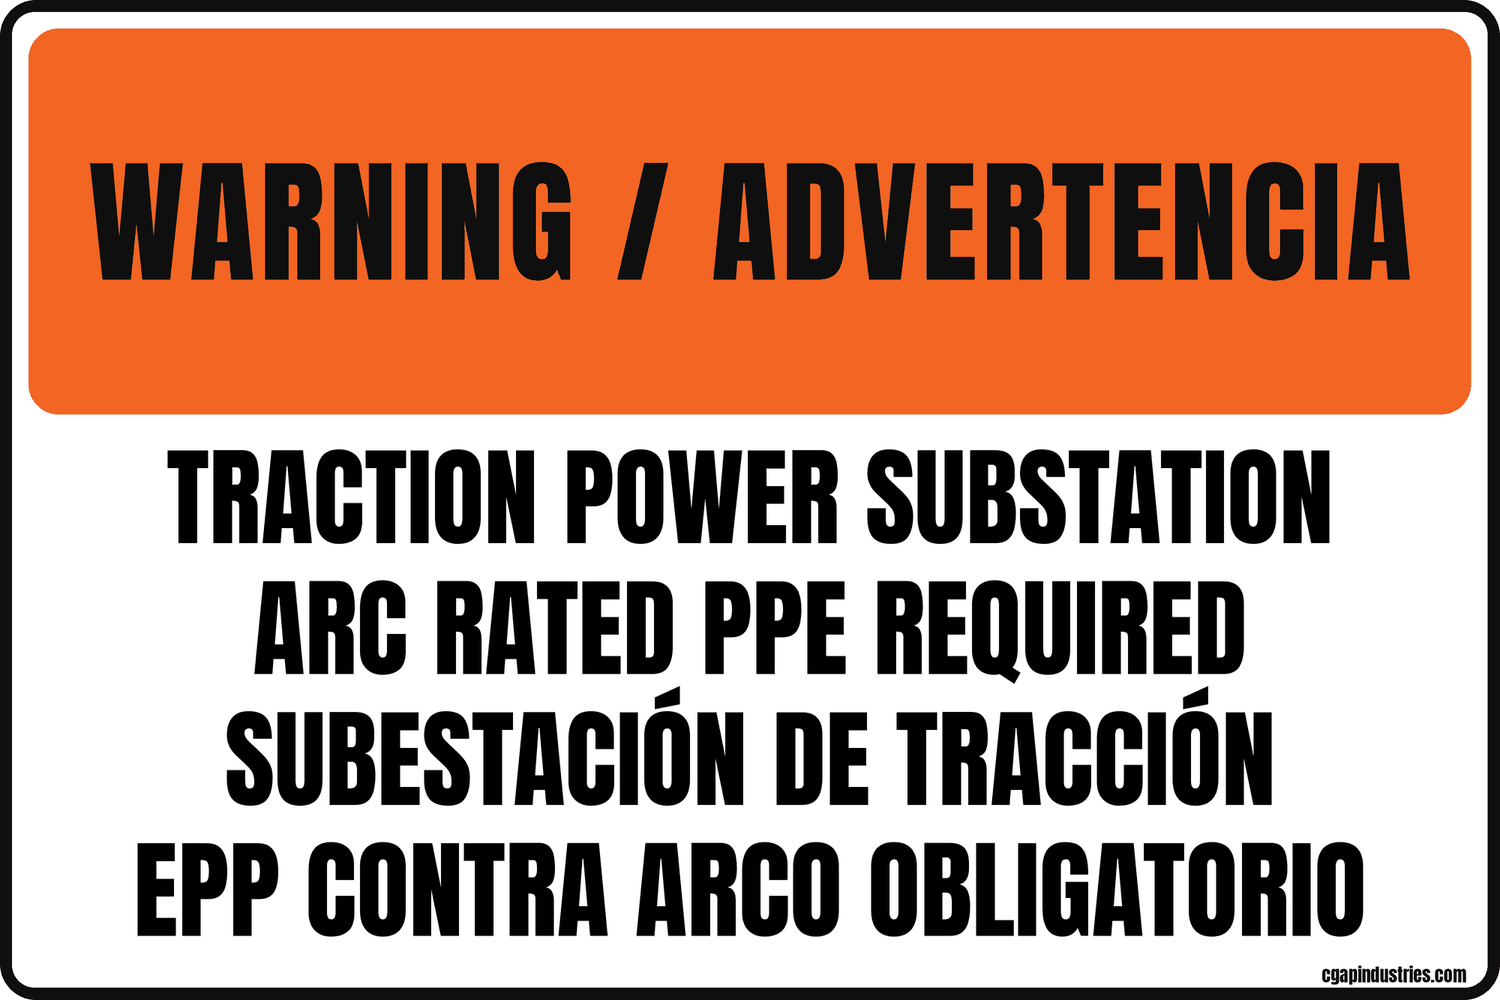 WARNING / ADVERTENCIA
TRACTION POWER SUBSTATION
ARC RATED PPE REQUIRED
SUBESTACIÓN DE TRACCIÓN
EPP CONTRA ARCO OBLIGATORIO
cgapindustries.com